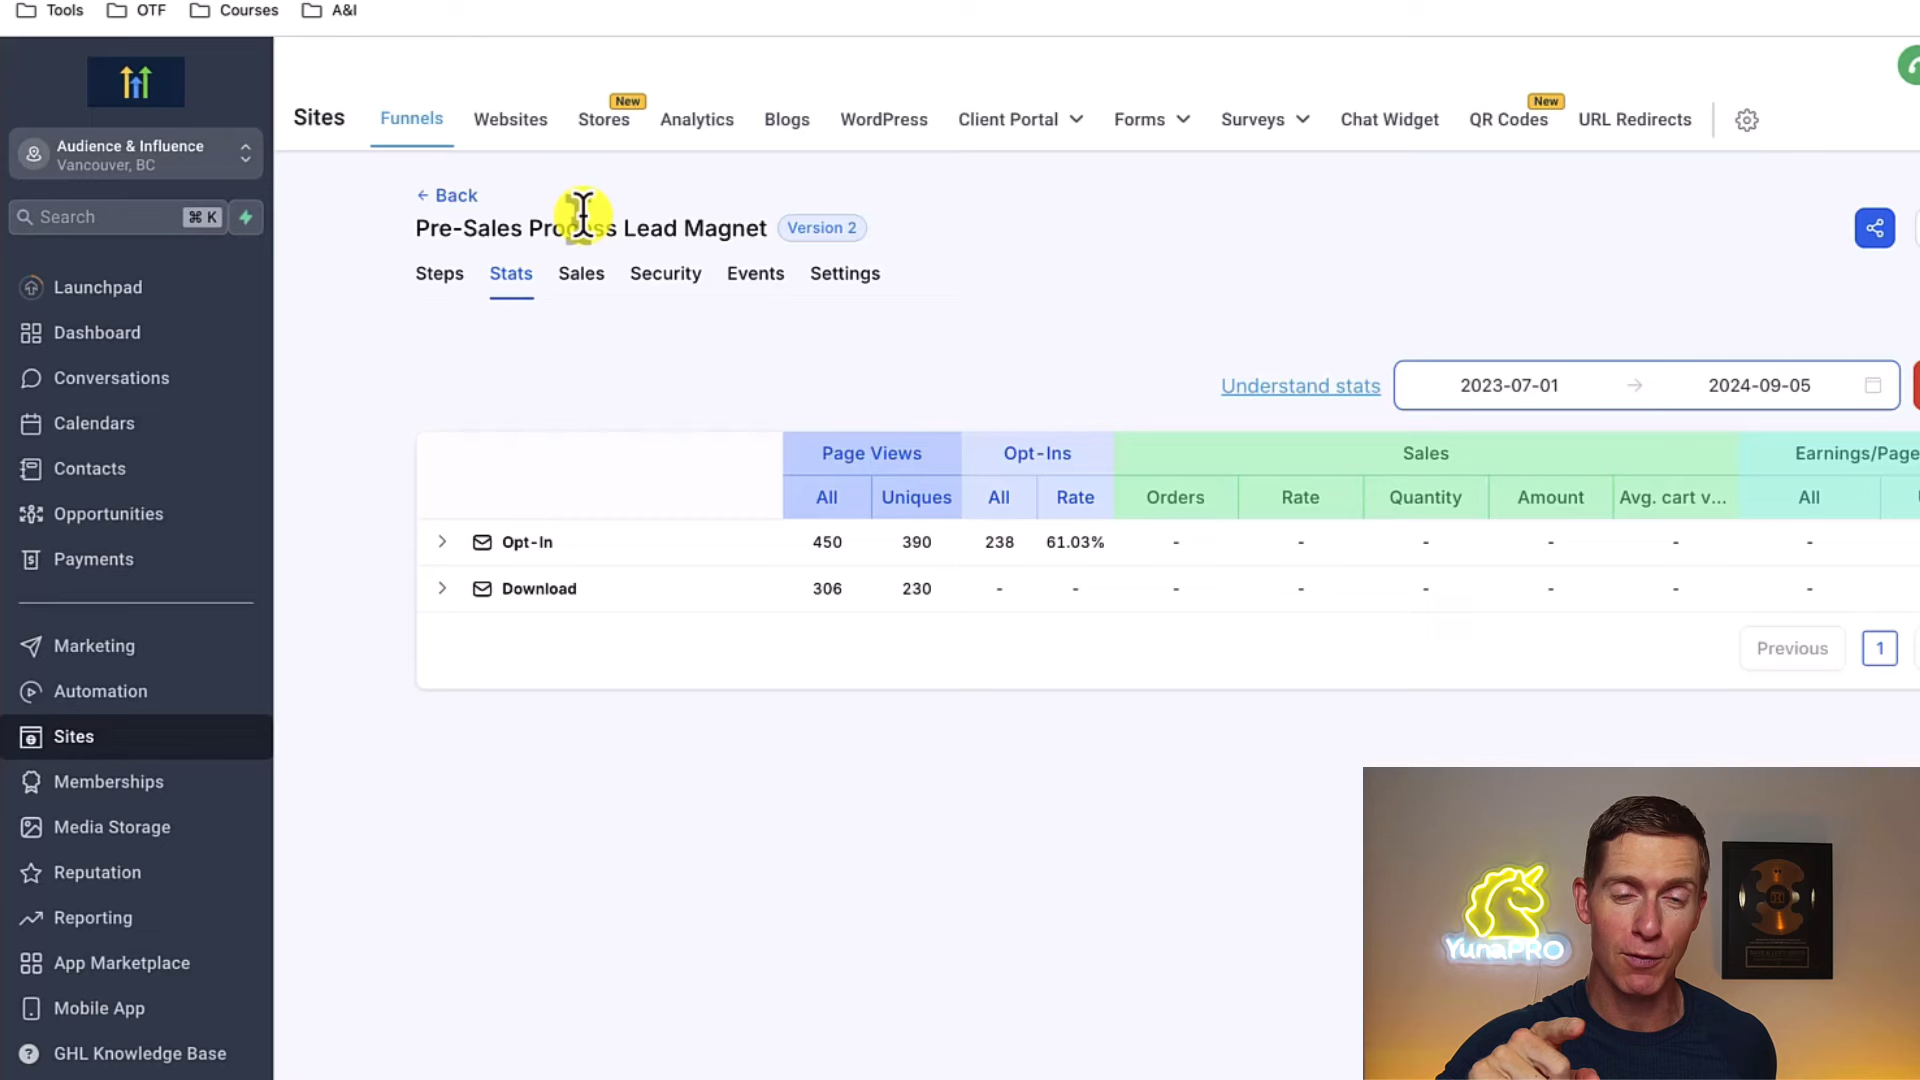 Tools OTF Courses A&I
Audience & Influence
Vancouver, BC
Search ⌘ K
Launchpad
Dashboard
Conversations
Calendars
Contacts
Opportunities
Payments
Marketing
Automation
Sites
Memberships
Media Storage
Reputation
Reporting
App Marketplace
Mobile App
GHL Knowledge Base
New New
Sites Funnels Websites Stores Analytics Blogs WordPress Client Portal Forms Surveys Chat Widget QR Codes URL Redirects
← Back
Pre-Sales Process Lead Magnet Version 2
Steps Stats Sales Security Events Settings
Understand stats 2023-07-01 → 2024-09-05
Page Views Opt-Ins Sales Earnings/Page
All Uniques All Rate Orders Rate Quantity Amount Avg. cart v... All
Opt-In 450 390 238 61.03% - - - - - -
Download 306 230 - - - - - - - -
Previous 1
YunaPRO